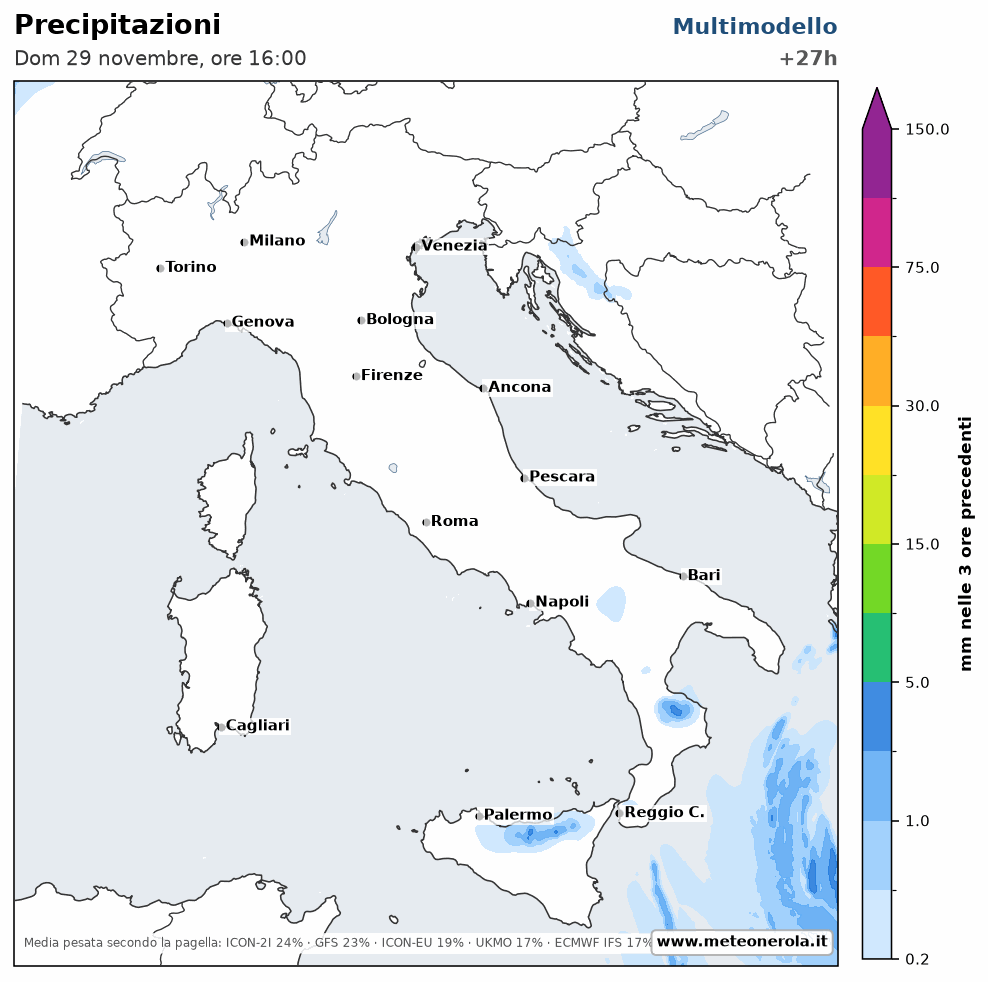 Precipitazioni
Multimodello
Dom 29 novembre, ore 16:00
+27h
150.0
Milano
Venezia
Torino
75.0
Genova
Bologna
Firenze
Ancona
30.0
Pescara
Roma
15.0
Bari
Napoli
mm nelle 3 ore precedenti
5.0
Cagliari
Palermo
Reggio C.
1.0
Media pesata secondo la pagella: ICON-2I 24% · GFS 23% · ICON-EU 19% · UKMO 17% · ECMWF IFS 17%
www.meteonerola.it
0.2